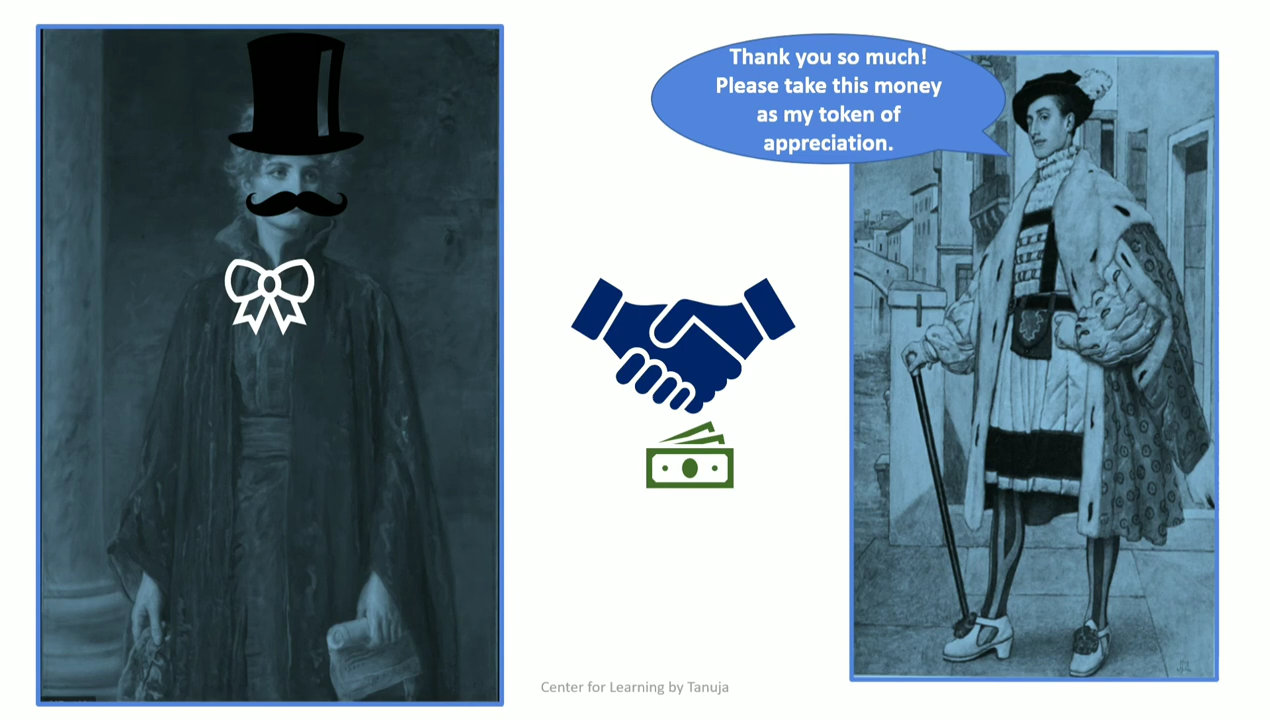 Thank you so much!
Please take this money
as my token of
appreciation.
Center for Learning by Tanuja